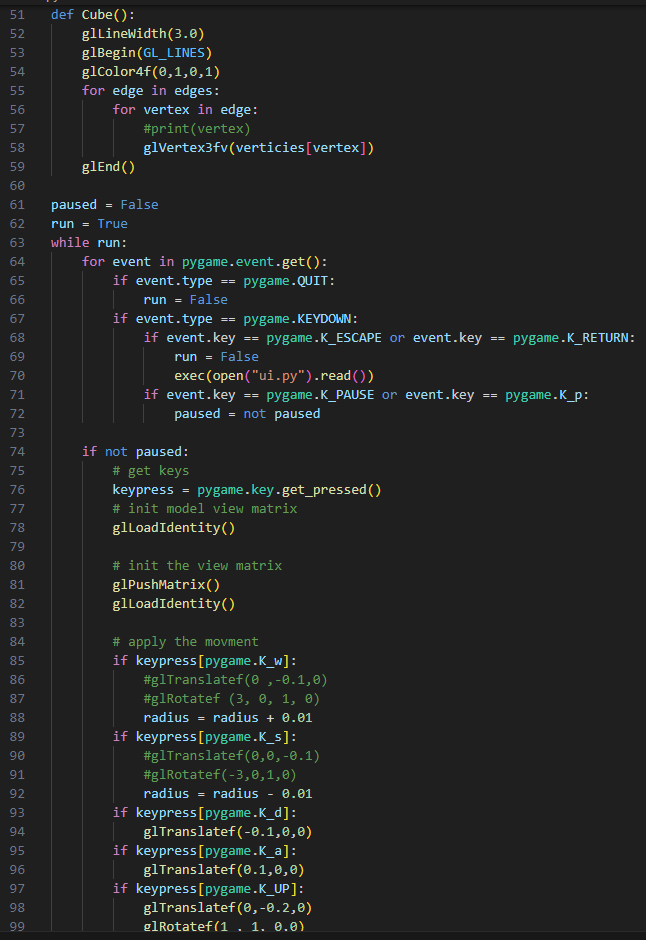 51 def Cube():
52     glLineWidth(3.0)
53     glBegin(GL_LINES)
54     glColor4f(0,1,0,1)
55     for edge in edges:
56         for vertex in edge:
57             #print(vertex)
58             glVertex3fv(verticies[vertex])
59     glEnd()
60
61 paused = False
62 run = True
63 while run:
64     for event in pygame.event.get():
65         if event.type == pygame.QUIT:
66             run = False
67         if event.type == pygame.KEYDOWN:
68             if event.key == pygame.K_ESCAPE or event.key == pygame.K_RETURN:
69                 run = False
70                 exec(open("ui.py").read())
71             if event.key == pygame.K_PAUSE or event.key == pygame.K_p:
72                 paused = not paused
73
74     if not paused:
75         # get keys
76         keypress = pygame.key.get_pressed()
77         # init model view matrix
78         glLoadIdentity()
79
80         # init the view matrix
81         glPushMatrix()
82         glLoadIdentity()
83
84         # apply the movment
85         if keypress[pygame.K_w]:
86             #glTranslatef(0 ,-0.1,0)
87             #glRotatef (3, 0, 1, 0)
88             radius = radius + 0.01
89         if keypress[pygame.K_s]:
90             #glTranslatef(0,0,-0.1)
91             #glRotatef(-3,0,1,0)
92             radius = radius - 0.01
93         if keypress[pygame.K_d]:
94             glTranslatef(-0.1,0,0)
95         if keypress[pygame.K_a]:
96             glTranslatef(0.1,0,0)
97         if keypress[pygame.K_UP]:
98             glTranslatef(0,-0.2,0)
99             glRotatef(1 , 1, 0.0)